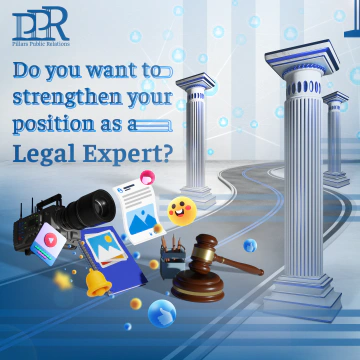 PPR
Pillars Public Relations
Do you want to
strengthen your
position as a
Legal Expert?